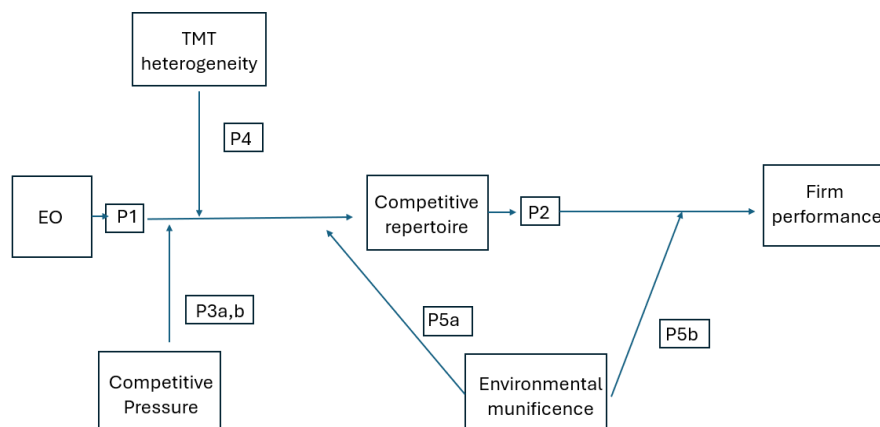 TMT
heterogeneity
P4
EO
P1
Competitive
repertoire
P2
Firm
performance
P3a,b
P5a
P5b
Competitive
Pressure
Environmental
munificence